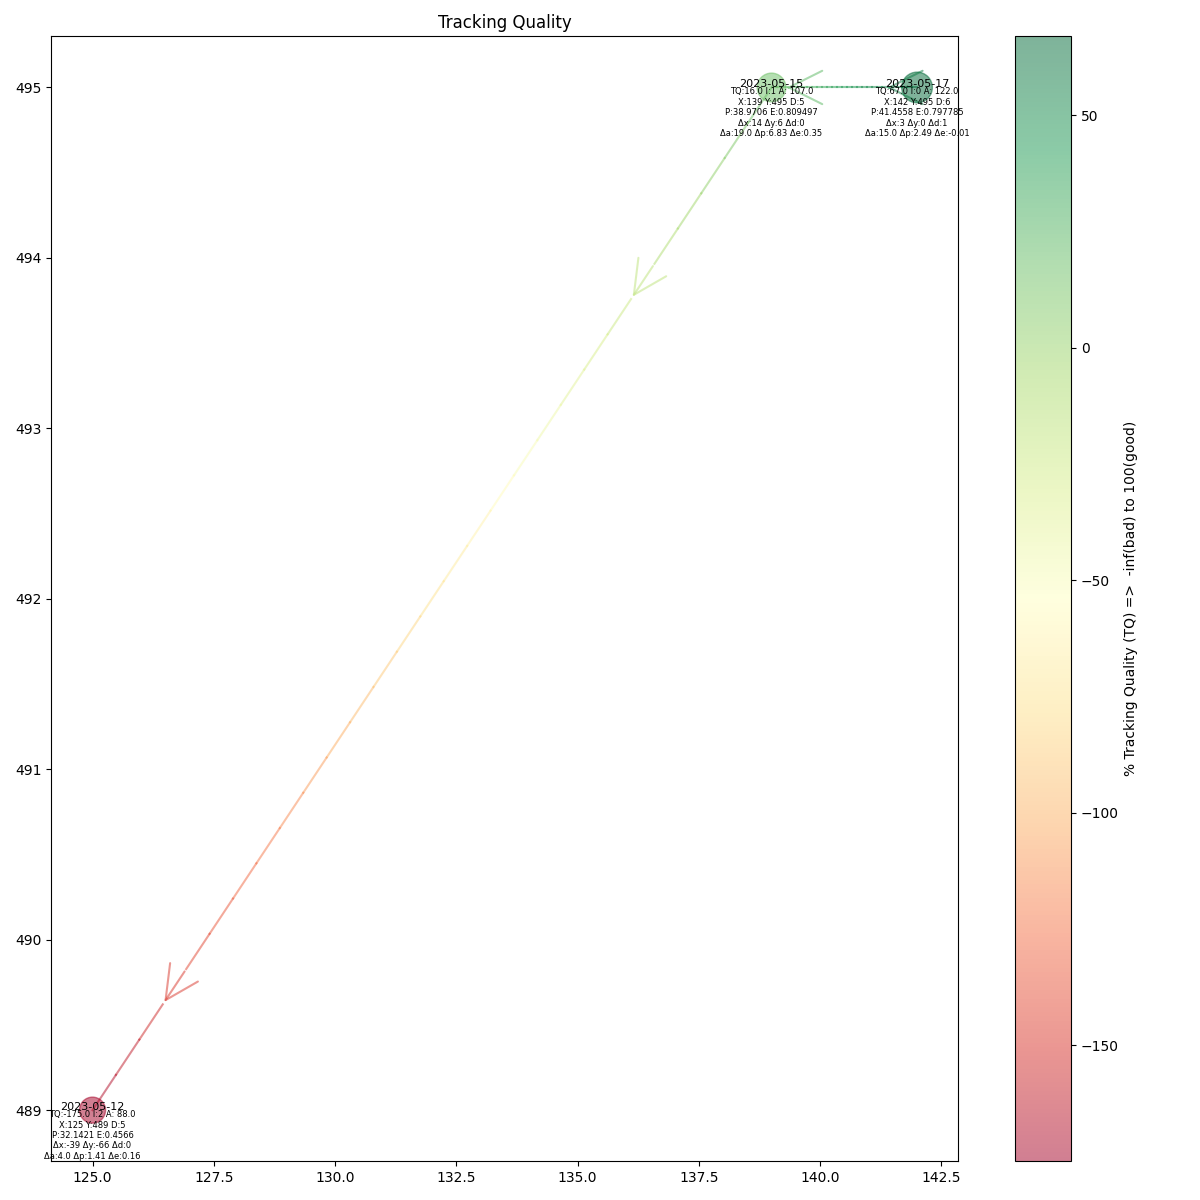 Tracking Quality
495
494
493
492
491
490
489
2023-05-15
TQ:16.0 I:1 A: 107.0
X:139 Y:495 D:5
P:38.9706 E:0.809497
Δx:14 Δy:6 Δd:0
Δa:19.0 Δp:6.83 Δe:0.35
2023-05-17
TQ:67.0 I:0 A: 122.0
X:142 Y:495 D:6
P:41.4558 E:0.797785
Δx:3 Δy:0 Δd:1
Δa:15.0 Δp:2.49 Δe:-0.01
2023-05-12
TQ:-175.0 I:2 A: 88.0
X:125 Y:489 D:5
P:32.1421 E:0.4566
Δx:-39 Δy:-66 Δd:0
Δa:4.0 Δp:1.41 Δe:0.16
125.0 127.5 130.0 132.5 135.0 137.5 140.0 142.5
50
0
−50
−100
−150
% Tracking Quality (TQ) => -inf(bad) to 100(good)